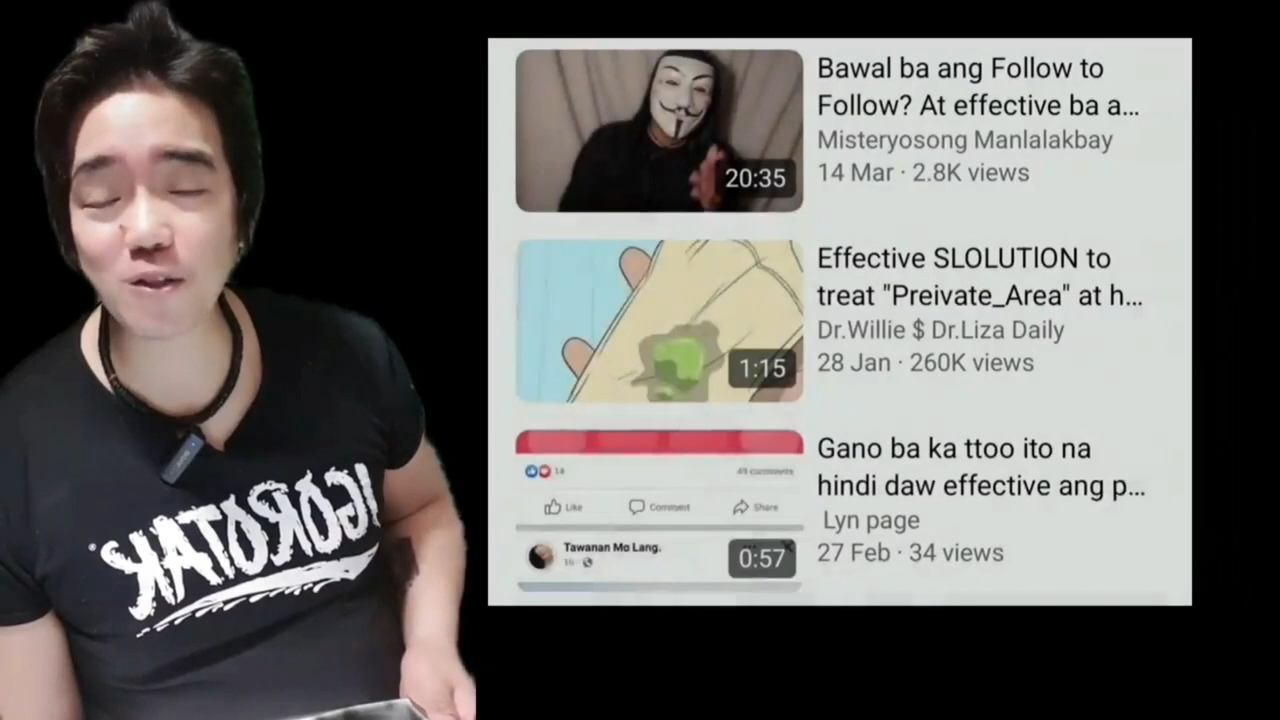 IGOROTAK
Bawal ba ang Follow to
Follow? At effective ba a...
Misteryosong Manlalakbay
14 Mar · 2.8K views
20:35
Effective SLOLUTION to
treat "Preivate_Area" at h...
Dr.Willie $ Dr.Liza Daily
28 Jan · 260K views
1:15
Gano ba ka ttoo ito na
hindi daw effective ang p...
Lyn page
27 Feb · 34 views
Like
Comment
Share
Tawanan Mo Lang.
0:57